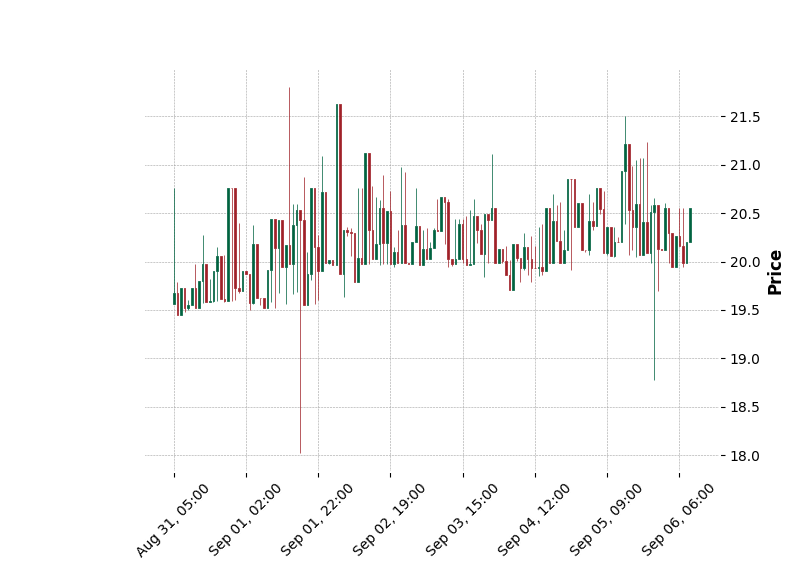 21.5
21.0
20.5
20.0
19.5
19.0
18.5
18.0
Price
Aug 31, 05:00
Sep 01, 02:00
Sep 01, 22:00
Sep 02, 19:00
Sep 03, 15:00
Sep 04, 12:00
Sep 05, 09:00
Sep 06, 06:00